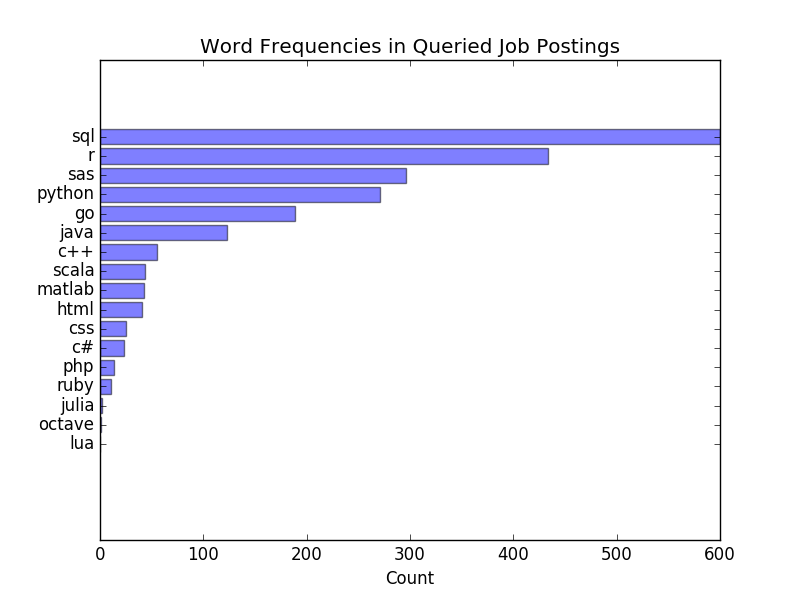 Word Frequencies in Queried Job Postings
sql
r
sas
python
go
java
c++
scala
matlab
html
css
c#
php
ruby
julia
octave
lua
0 100 200 300 400 500 600
Count